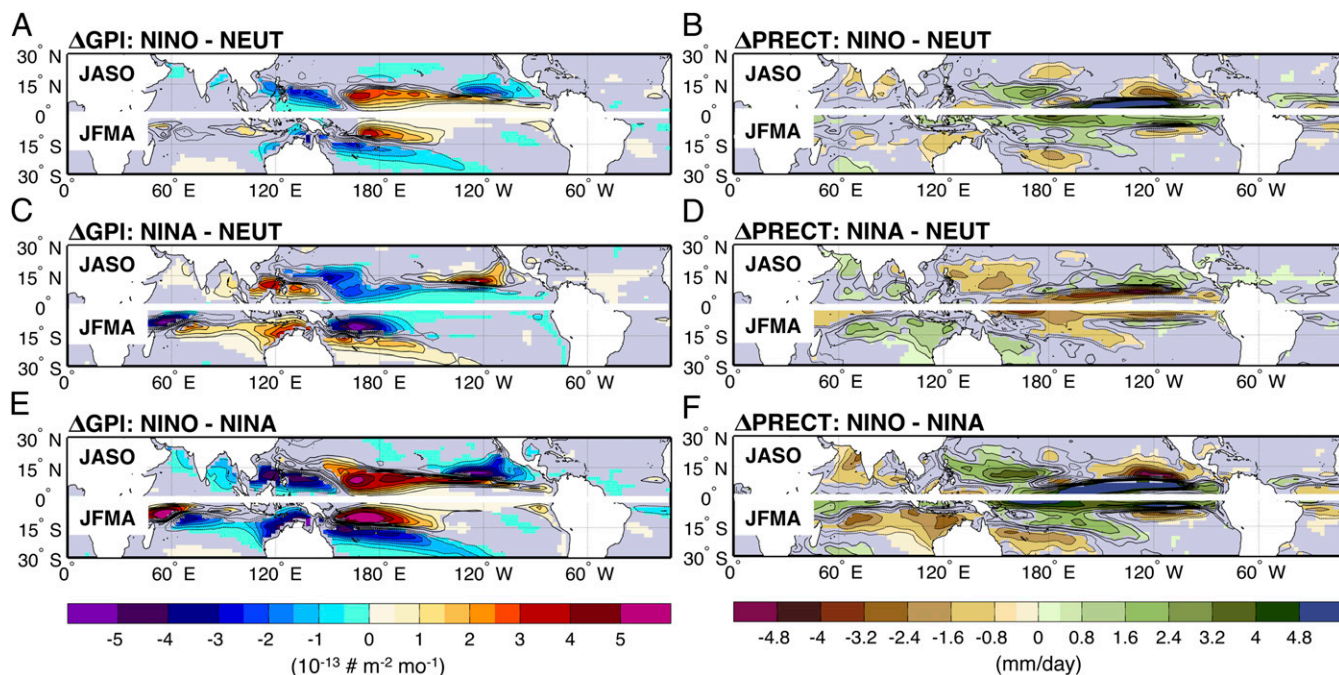 A
ΔGPI: NINO - NEUT
30° N
15
0°
15
30° S
JASO
JFMA
0° 60° E 120° E 180° E 120° W 60° W
B
ΔPRECT: NINO - NEUT
30° N
15
0°
15
30° S
JASO
JFMA
0° 60° E 120° E 180° E 120° W 60° W
C
ΔGPI: NINA - NEUT
30° N
15
0
15
30° S
JASO
JFMA
0° 60° E 120° E 180° E 120° W 60° W
D
ΔPRECT: NINA - NEUT
30° N
15
0
15
30° S
JASO
JFMA
0° 60° E 120° E 180° E 120° W 60° W
E
ΔGPI: NINO - NINA
30° N
15
0°
15° S
30°
JASO
JFMA
0° 60° E 120° E 180° E 120° W 60° W
F
ΔPRECT: NINO - NINA
30° N
15
0°
15° S
30°
JASO
JFMA
0° 60° E 120° E 180° E 120° W 60° W
-5 -4 -3 -2 -1 0 1 2 3 4 5
(10⁻¹³ # m⁻² mo⁻¹)
-4.8 -4 -3.2 -2.4 -1.6 -0.8 0 0.8 1.6 2.4 3.2 4 4.8
(mm/day)